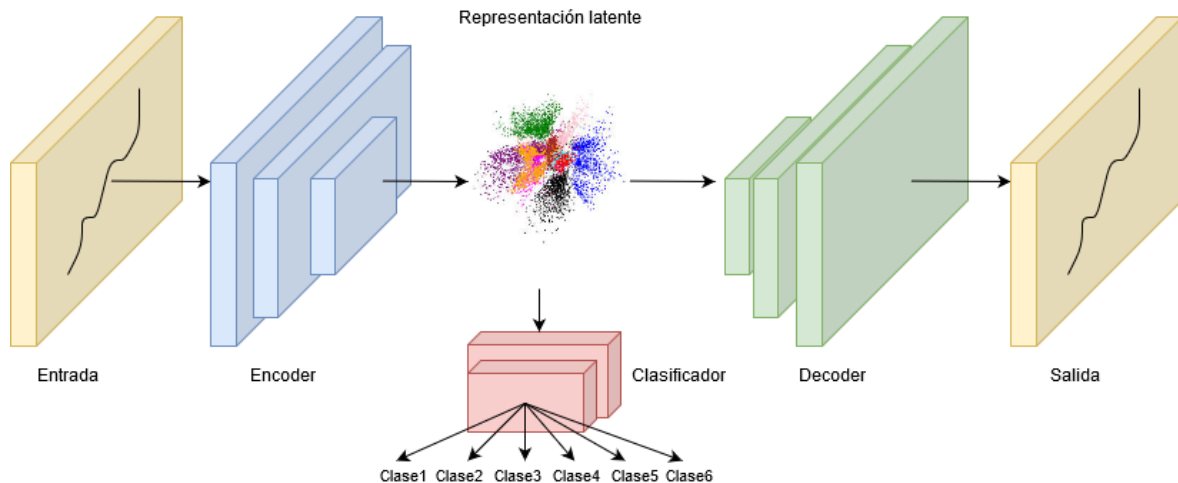 Representación latente
Entrada
Encoder
Clasificador
Decoder
Salida
Clase1
Clase2
Clase3
Clase4
Clase5
Clase6